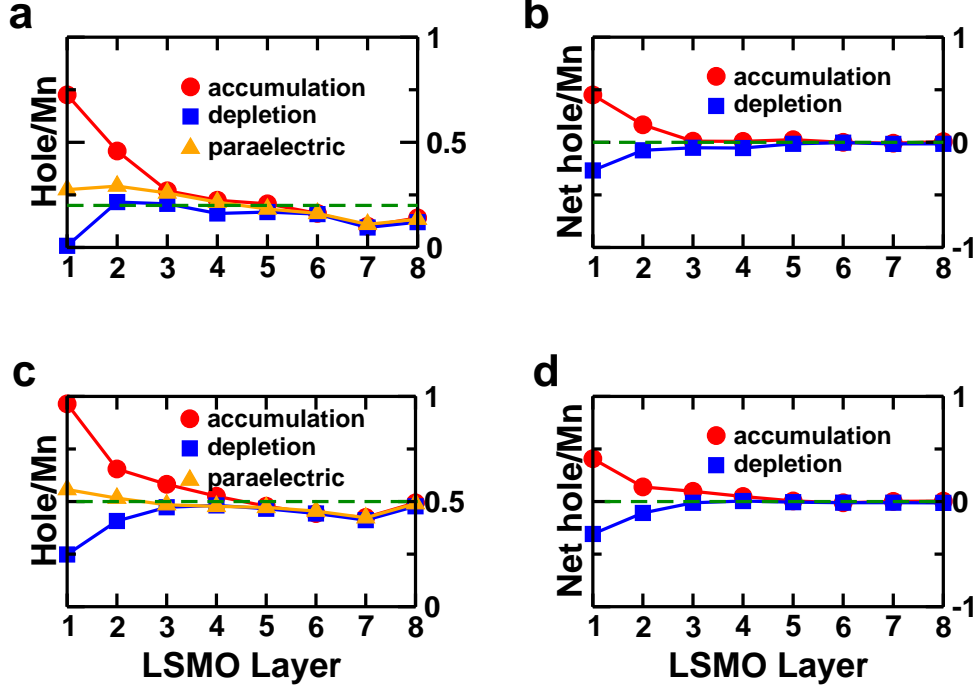 a
Hole/Mn
accumulation
depletion
paraelectric
1
0.5
0
1 2 3 4 5 6 7 8
b
Net hole/Mn
accumulation
depletion
1
0
-1
1 2 3 4 5 6 7 8
c
Hole/Mn
accumulation
depletion
paraelectric
1
0.5
0
1 2 3 4 5 6 7 8
LSMO Layer
d
Net hole/Mn
accumulation
depletion
1
0
-1
1 2 3 4 5 6 7 8
LSMO Layer